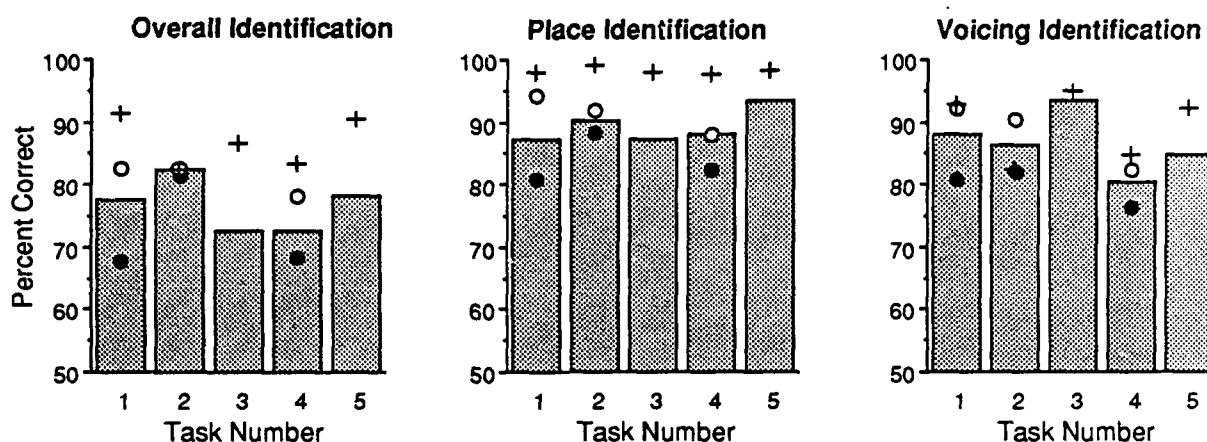 Overall Identification
Percent Correct
100
90
80
70
60
50
1 2 3 4 5
Task Number
Place Identification
100
90
80
70
60
50
1 2 3 4 5
Task Number
Voicing Identification
100
90
80
70
60
50
1 2 3 4 5
Task Number